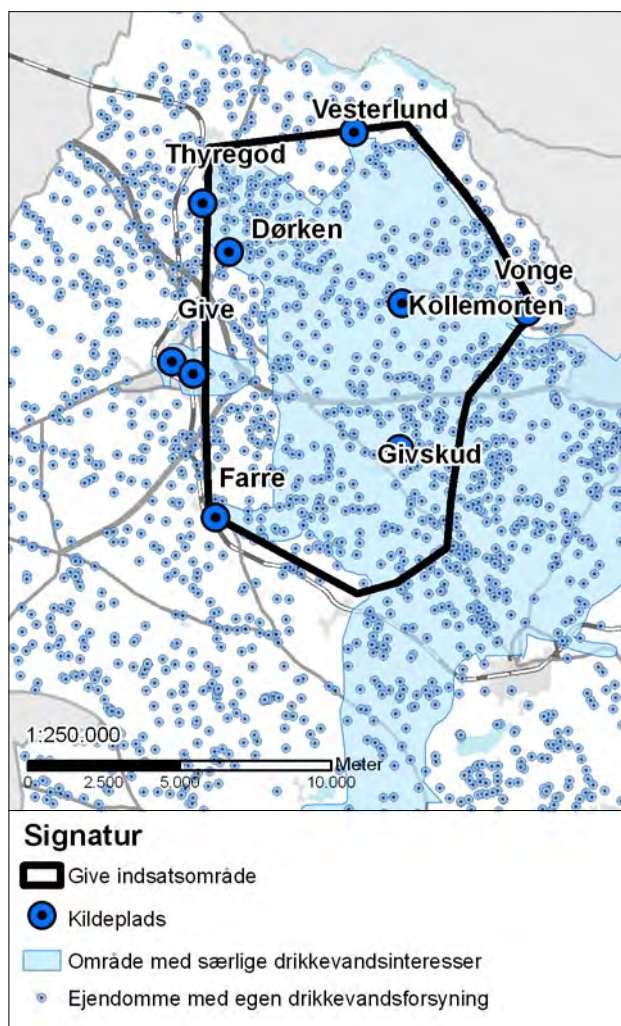 Vesterlund
Thyregod
Dørken
Vonge
Kollemorten
Give
Givskud
Farre
1:250.000
Meter
0 2.500 5.000 10.000
Signatur
Give indsatsområde
Kildeplads
Område med særlige drikkevandsinteresser
Ejendomme med egen drikkevandsforsyning